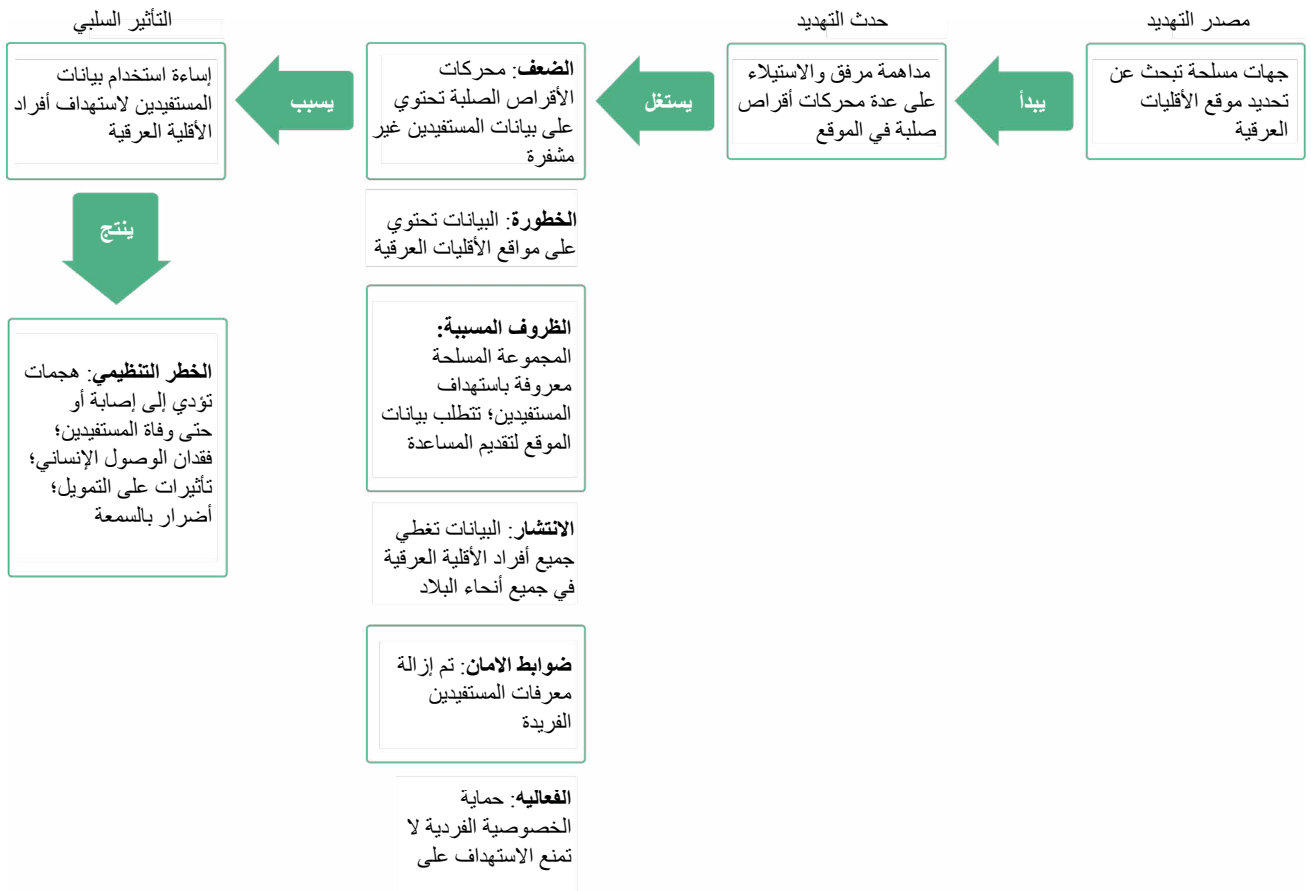 مصدر التهديد
جهات مسلحة تبحث عن
تحديد موقع الأقليات
العرقية
يبدأ
حدث التهديد
مداهمة مرفق والاستيلاء
على عدة محركات أقراص
صلبة في الموقع
يستغل
الضعف: محركات
الأقراص الصلبة تحتوي
على بيانات المستفيدين غير
مشفرة
الخطورة: البيانات تحتوي
على مواقع الأقليات العرقية
الظروف المسببة:
المجموعة المسلحة
معروفة باستهداف
المستفيدين؛ تتطلب بيانات
الموقع لتقديم المساعدة
الانتشار: البيانات تغطي
جميع أفراد الأقلية العرقية
في جميع أنحاء البلاد
ضوابط الامان: تم إزالة
معرفات المستفيدين
الفريدة
الفعاليه: حماية
الخصوصية الفردية لا
تمنع الاستهداف على
يسبب
التأثير السلبي
إساءة استخدام بيانات
المستفيدين لاستهداف أفراد
الأقلية العرقية
ينتج
الخطر التنظيمي: هجمات
تؤدي إلى إصابة أو
حتى وفاة المستفيدين؛
فقدان الوصول الإنساني؛
تأثيرات على التمويل؛
أضرار بالسمعة